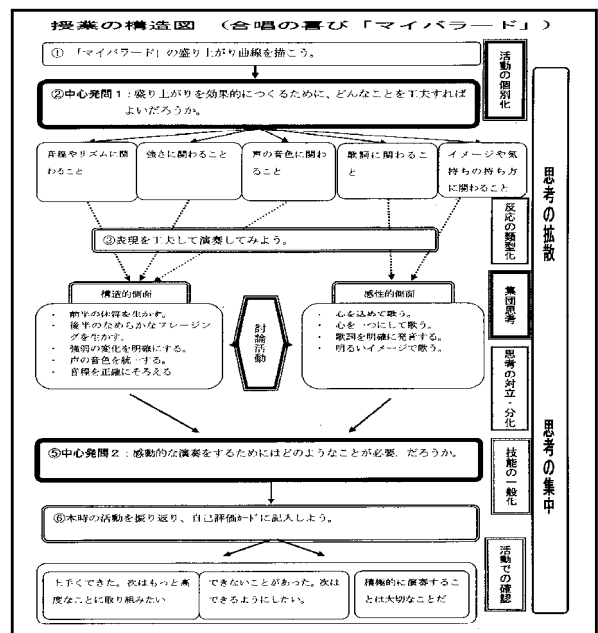 授業の構造図 （合唱の喜び「マイバラード」）
① 「マイバラード」の盛り上がり曲線を描こう。
②中心発問１：盛り上がりを効果的につくるために、どんなことを工夫すれば
よいだろうか。
音程やリズムに関
わること
強さに関わること
声の音色に関
わること
歌詞に関わるこ
と
イメージや気
持ちの持ち方
に関わること
③表現を工夫して演奏してみよう。
構造的側面
・ 前半の休符を生かす。
・ 後半のなめらかなフレージン
グを生かす。
・ 強弱の変化を明確にする。
・ 声の音色を統一する。
・ 音程を正確にそろえる
討論活動
感性的側面
・ 心を込めて歌う。
・ 心を一つにして歌う。
・ 歌詞を明確に発音する。
・ 明るいイメージで歌う。
⑤中心発問２：感動的な演奏をするためにはどのようなことが必要．だろうか。
⑥本時の活動を振り返り、自己評価ｶｰﾄﾞに記入しよう。
上手くできた。次はもっと高
度なことに取り組みたい
できないことがあった。次は
できるようにしたい。
積極的に演奏するこ
とは大切なことだ
活動の個別化
反応の類型化
集団思考
思考の対立・分化
技能の一般化
活動での確認
思考の拡散
思考の集中